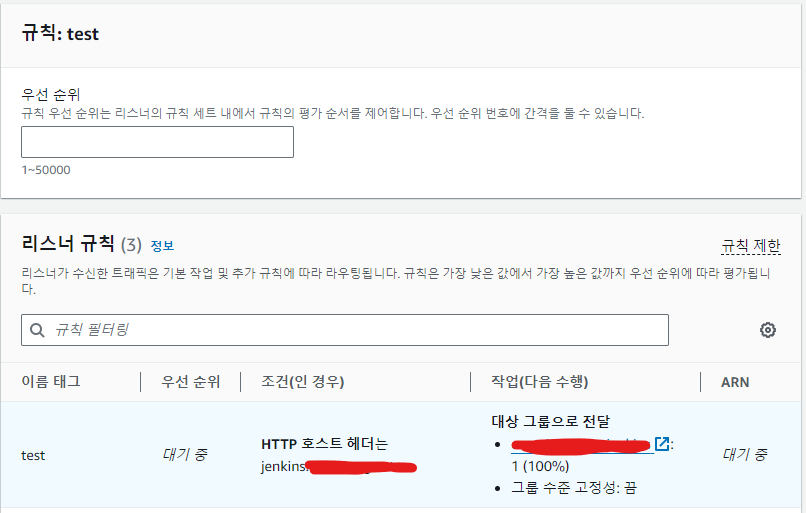 규칙: test
우선 순위
규칙 우선 순위는 리스너의 규칙 세트 내에서 규칙의 평가 순서를 제어합니다. 우선 순위 번호에 간격을 둘 수 있습니다.
1~50000
리스너 규칙 (3) 정보
규칙 제한
리스너가 수신한 트래픽은 기본 작업 및 추가 규칙에 따라 라우팅됩니다. 규칙은 가장 낮은 값에서 가장 높은 값까지 우선 순위에 따라 평가됩니
다.
규칙 필터링
이름 태그 우선 순위 조건(인 경우) 작업(다음 수행) ARN
대상 그룹으로 전달
HTTP 호스트 헤더는
:
test 대기 중 대기 중
jenkins.
1 (100%)
그룹 수준 고정성: 끔